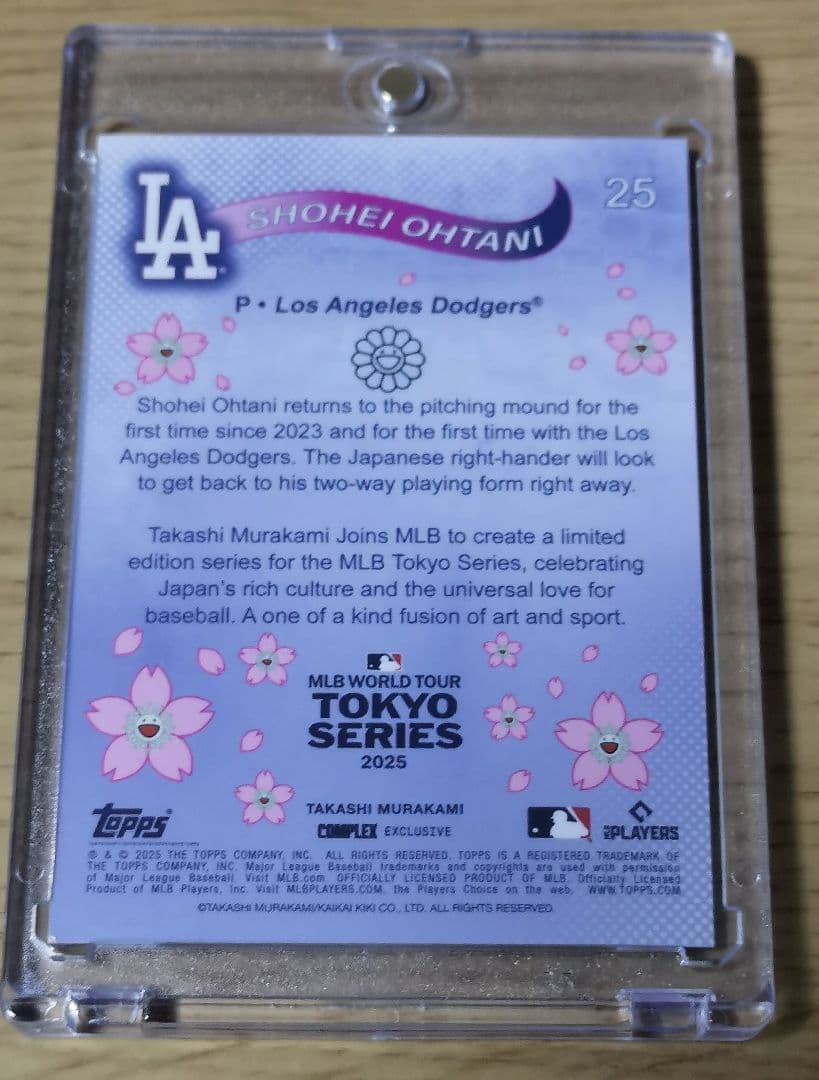 LA
SHOHEI OHTANI
25
P • Los Angeles Dodgers®
Shohei Ohtani returns to the pitching mound for the
first time since 2023 and for the first time with the Los
Angeles Dodgers. The Japanese right-hander will look
to get back to his two-way playing form right away.
Takashi Murakami Joins MLB to create a limited
edition series for the MLB Tokyo Series, celebrating
Japan's rich culture and the universal love for
baseball. A one of a kind fusion of art and sport.
MLB WORLD TOUR
TOKYO
SERIES
2025
Topps®
TAKASHI MURAKAMI
COMPLEX EXCLUSIVE
MLB PLAYERS
® & © 2025 THE TOPPS COMPANY, INC. ALL RIGHTS RESERVED. TOPPS IS A REGISTERED TRADEMARK OF
THE TOPPS COMPANY, INC. Major League Baseball trademarks and copyrights are used with permission
of Major League Baseball. Visit MLB.com. OFFICIALLY LICENSED PRODUCT OF MLB. Officially Licensed
Product of MLB Players, Inc. Visit MLBPLAYERS.COM, the Players Choice on the web. WWW.TOPPS.COM
©TAKASHI MURAKAMI/KAIKAI KIKI CO., LTD. ALL RIGHTS RESERVED.